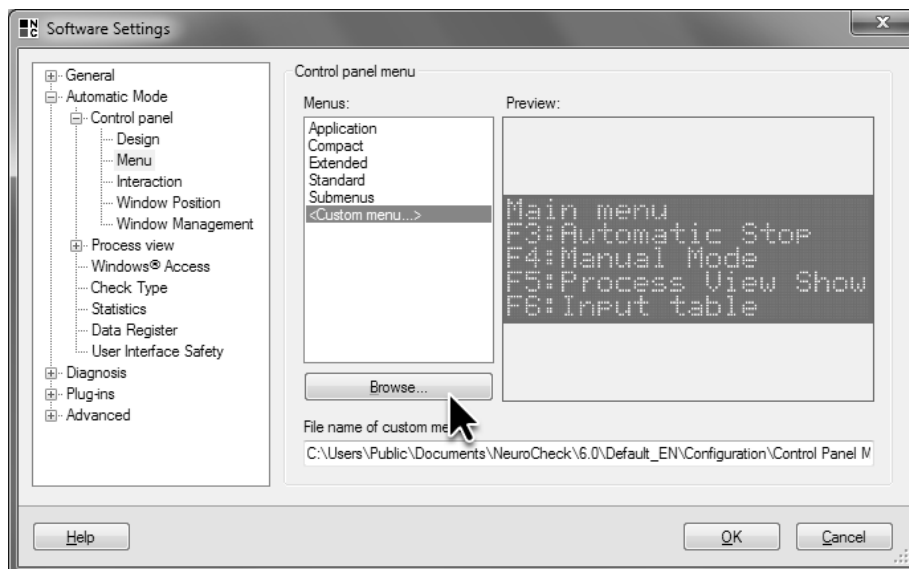 NC Software Settings
General
Automatic Mode
Control panel
Design
Menu
Interaction
Window Position
Window Management
Process view
Windows® Access
Check Type
Statistics
Data Register
User Interface Safety
Diagnosis
Plug-ins
Advanced
Control panel menu
Menus:
Application
Compact
Extended
Standard
Submenus
<Custom menu...>
Browse...
Preview:
Main menu
F3:Automatic Stop
F4:Manual Mode
F5:Process View Show
F6:Input table
File name of custom me
C:\Users\Public\Documents\NeuroCheck\6.0\Default_EN\Configuration\Control Panel M
Help
OK
Cancel